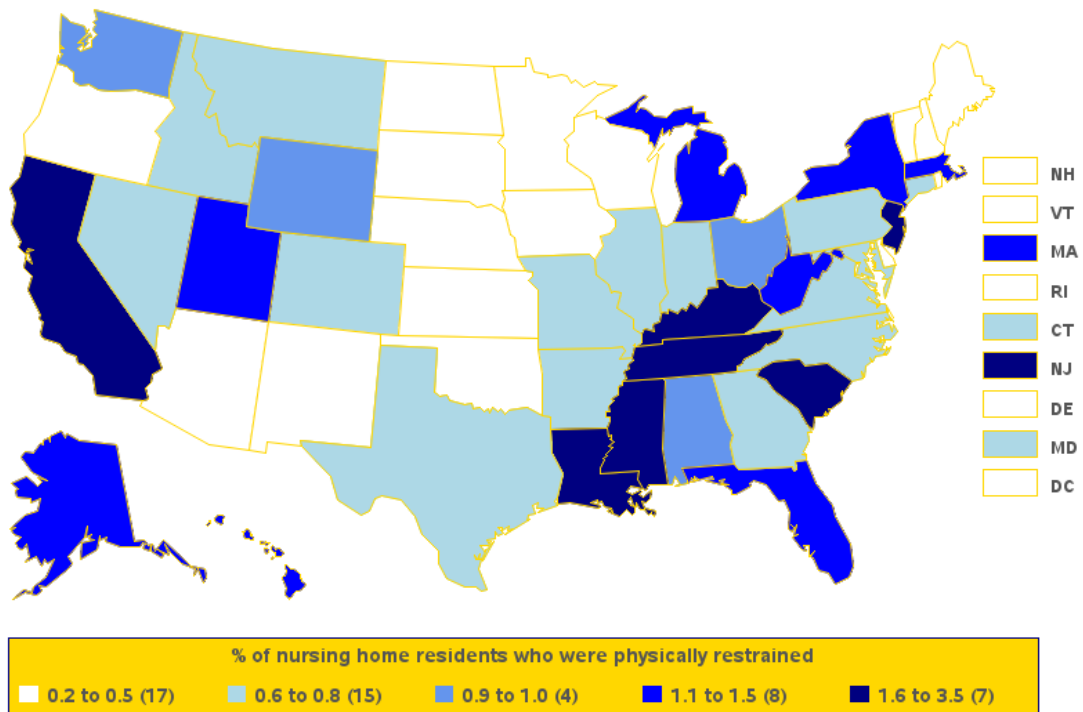 NH
VT
MA
RI
CT
NJ
DE
MD
DC
% of nursing home residents who were physically restrained
0.2 to 0.5 (17) 0.6 to 0.8 (15) 0.9 to 1.0 (4) 1.1 to 1.5 (8) 1.6 to 3.5 (7)